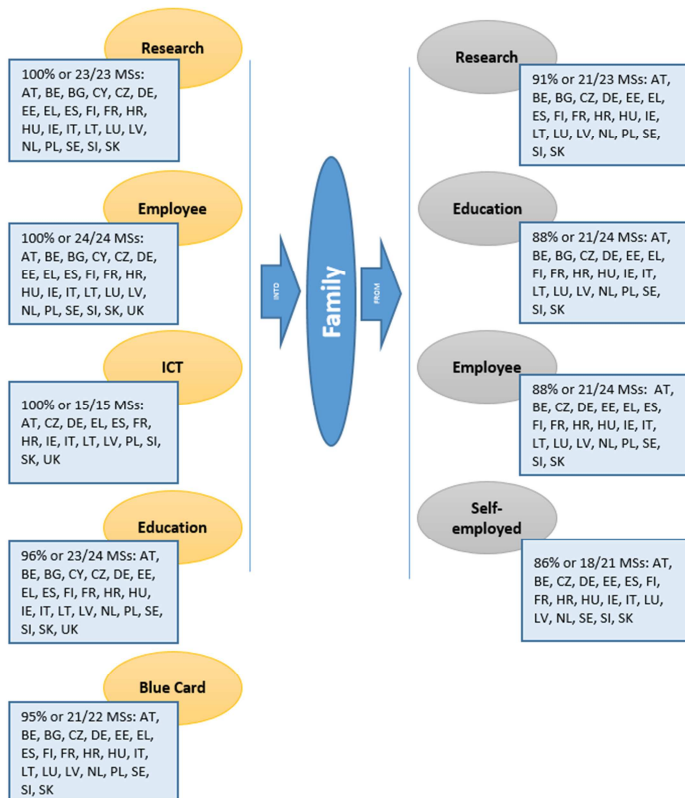 Research
100% or 23/23 MSs:
AT, BE, BG, CY, CZ, DE,
EE, EL, ES, FI, FR, HR,
HU, IE, IT, LT, LU, LV,
NL, PL, SE, SI, SK
Employee
100% or 24/24 MSs:
AT, BE, BG, CY, CZ, DE,
EE, EL, ES, FI, FR, HR,
HU, IE, IT, LT, LU, LV,
NL, PL, SE, SI, SK, UK
ICT
100% or 15/15 MSs:
AT, CZ, DE, EL, ES, FR,
HR, IE, IT, LT, LV, PL, SI,
SK, UK
Education
96% or 23/24 MSs: AT,
BE, BG, CY, CZ, DE, EE,
EL, ES, FI, FR, HR, HU,
IE, IT, LT, LV, NL, PL, SE,
SI, SK, UK
Blue Card
95% or 21/22 MSs: AT,
BE, BG, CZ, DE, EE, EL,
ES, FI, FR, HR, HU, IT,
LT, LU, LV, NL, PL, SE,
SI, SK
INTO
Family
FROM
Research
91% or 21/23 MSs: AT,
BE, BG, CZ, DE, EE, EL,
ES, FI, FR, HR, HU, IE,
LT, LU, LV, NL, PL, SE,
SI, SK
Education
88% or 21/24 MSs: AT,
BE, BG, CZ, DE, EE, EL,
FI, FR, HR, HU, IE, IT,
LT, LU, LV, NL, PL, SE,
SI, SK
Employee
88% or 21/24 MSs: AT,
BE, CZ, DE, EE, EL, ES,
FI, FR, HR, HU, IE, IT,
LT, LU, LV, NL, PL, SE,
SI, SK
Self-
employed
86% or 18/21 MSs: AT,
BE, CZ, DE, EE, ES, FI,
FR, HR, HU, IE, IT, LU,
LV, NL, SE, SI, SK